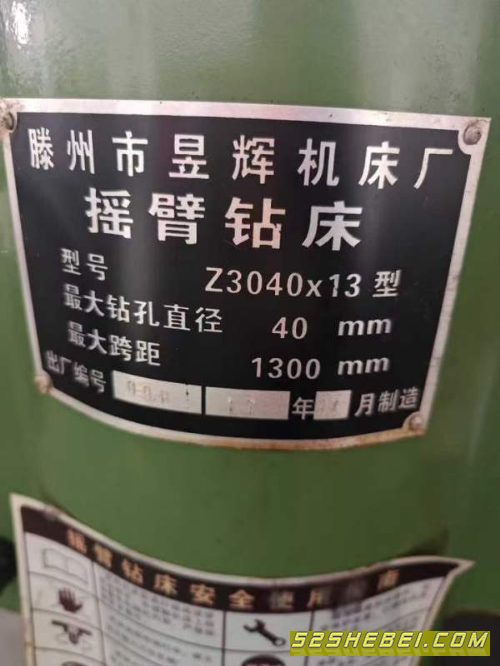 滕州市昱辉机床厂
摇臂钻床
型号 Z3040x13 型
最大钻孔直径 40 mm
最大跨距 1300 mm
出厂编号 年 月制造
摇臂钻床安全使用
52SHEBEI.COM